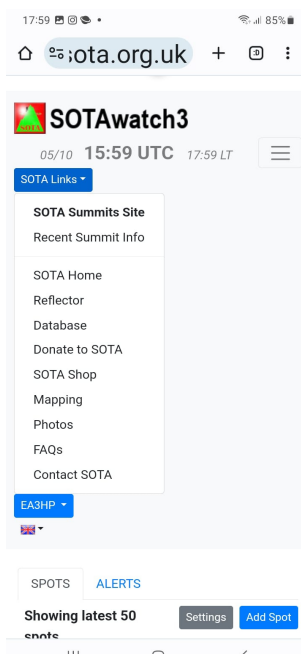 17:59
85%
sota.org.uk
:D
SOTA
SOTAwatch3
05/10 15:59 UTC 17:59 LT
SOTA Links
SOTA Summits Site
Recent Summit Info
SOTA Home
Reflector
Database
Donate to SOTA
SOTA Shop
Mapping
Photos
FAQs
Contact SOTA
EA3HP
SPOTS ALERTS
Showing latest 50 Settings Add Spot
spots